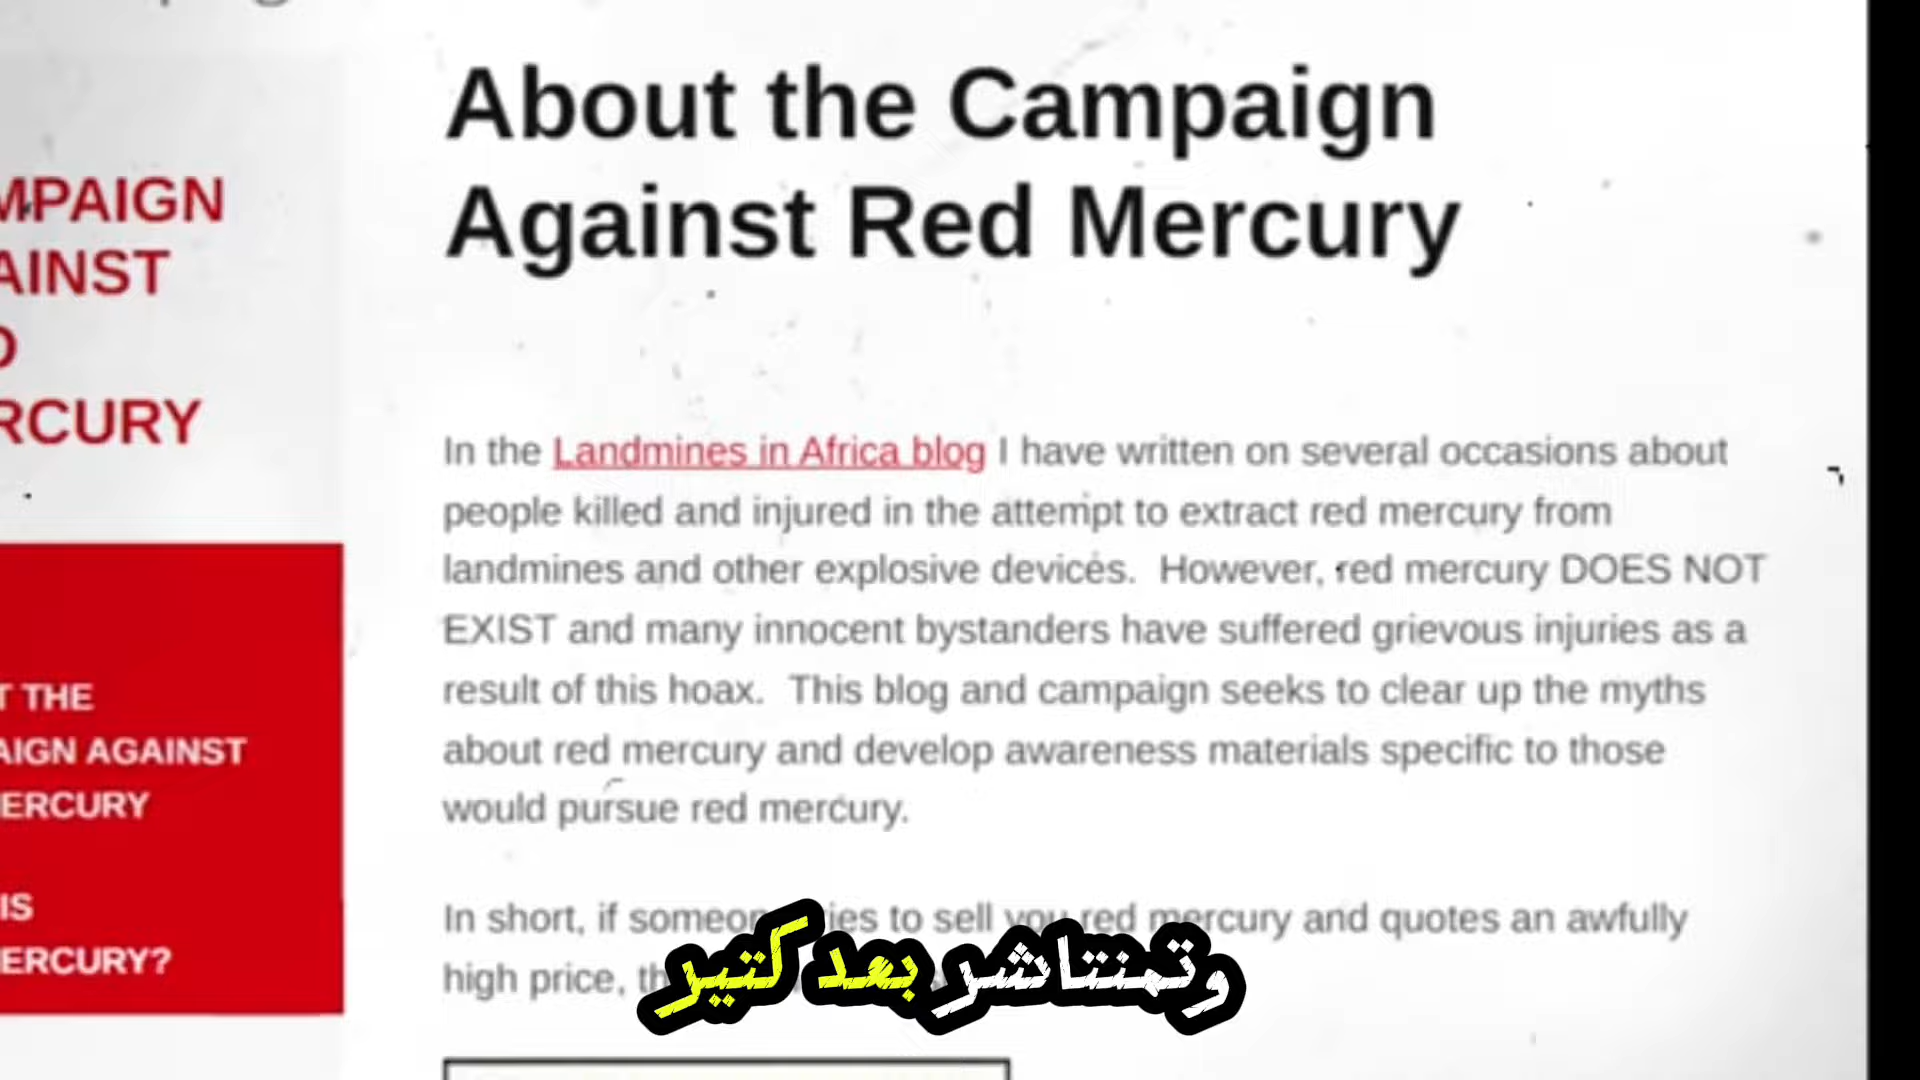 MPAIGN
AINST
RCURY
T THE
AIGN AGAINST
ERCURY
IS
ERCURY?
About the Campaign
Against Red Mercury
In the Landmines in Africa blog I have written on several occasions about
people killed and injured in the attempt to extract red mercury from
landmines and other explosive devices. However, red mercury DOES NOT
EXIST and many innocent bystanders have suffered grievous injuries as a
result of this hoax. This blog and campaign seeks to clear up the myths
about red mercury and develop awareness materials specific to those
would pursue red mercury.
In short, if to sell you red mercury and quotes an awfully
high price,
بعد كتير